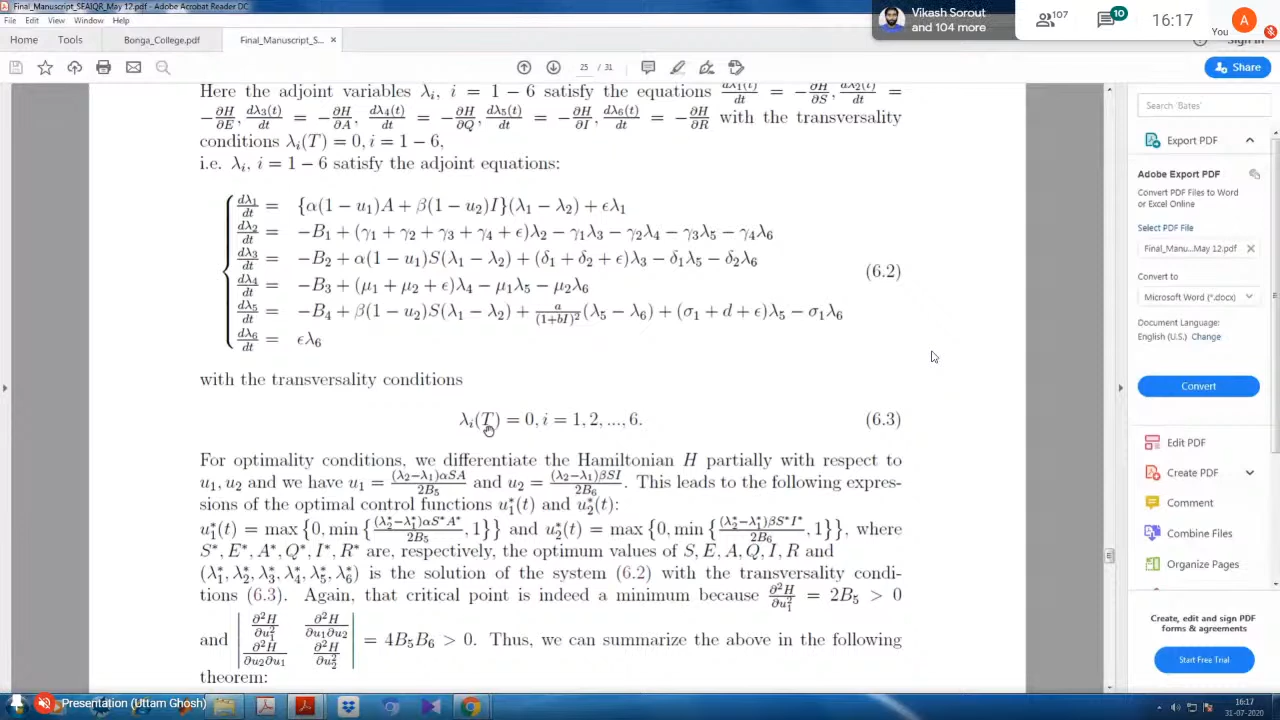 Final_Manuscript_SEAIQR_May 12.pdf - Adobe Acrobat Reader DC
File Edit View Window Help
Home Tools Bonga_College.pdf Final_Manuscript_S... ×
25 / 31
Share
Vikash Sorout
and 104 more
107
10
16:17
You
A
Here the adjoint variables λᵢ, i = 1 − 6 satisfy the equations dλ₁(t)/dt = −∂H/∂S, dλ₂(t)/dt =
−∂H/∂E, dλ₃(t)/dt = −∂H/∂A, dλ₄(t)/dt = −∂H/∂Q, dλ₅(t)/dt = −∂H/∂I, dλ₆(t)/dt = −∂H/∂R with the transversality
conditions λᵢ(T) = 0, i = 1 − 6,
i.e. λᵢ, i = 1 − 6 satisfy the adjoint equations:
dλ₁/dt = {α(1 − u₁)A + β(1 − u₂)I}(λ₁ − λ₂) + ϵλ₁
dλ₂/dt = −B₁ + (γ₁ + γ₂ + γ₃ + γ₄ + ϵ)λ₂ − γ₁λ₃ − γ₂λ₄ − γ₃λ₅ − γ₄λ₆
dλ₃/dt = −B₂ + α(1 − u₁)S(λ₁ − λ₂) + (δ₁ + δ₂ + ϵ)λ₃ − δ₁λ₅ − δ₂λ₆
dλ₄/dt = −B₃ + (μ₁ + μ₂ + ϵ)λ₄ − μ₁λ₅ − μ₂λ₆
dλ₅/dt = −B₄ + β(1 − u₂)S(λ₁ − λ₂) + a/(1+bI)² (λ₅ − λ₆) + (σ₁ + d + ϵ)λ₅ − σ₁λ₆
dλ₆/dt = ϵλ₆
(6.2)
with the transversality conditions
λᵢ(T) = 0, i = 1, 2, ..., 6. (6.3)
For optimality conditions, we differentiate the Hamiltonian H partially with respect to
u₁, u₂ and we have u₁ = (λ₂−λ₁)αSA/2B₅ and u₂ = (λ₂−λ₁)βSI/2B₆. This leads to the following expres-
sions of the optimal control functions u₁*(t) and u₂*(t):
u₁*(t) = max{0, min{(λ₂*−λ₁*)αS*A*/2B₅, 1}} and u₂*(t) = max{0, min{(λ₂*−λ₁*)βS*I*/2B₆, 1}}, where
S*, E*, A*, Q*, I*, R* are, respectively, the optimum values of S, E, A, Q, I, R and
(λ₁*, λ₂*, λ₃*, λ₄*, λ₅*, λ₆*) is the solution of the system (6.2) with the transversality condi-
tions (6.3). Again, that critical point is indeed a minimum because ∂²H/∂u₁² = 2B₅ > 0
and | ∂²H/∂u₁² ∂²H/∂u₁∂u₂ ; ∂²H/∂u₂∂u₁ ∂²H/∂u₂² | = 4B₅B₆ > 0. Thus, we can summarize the above in the following
theorem:
Search 'Bates'
Export PDF
Adobe Export PDF
Convert PDF Files to Word
or Excel Online
Select PDF File
Final_Manu...May 12.pdf ×
Convert to
Microsoft Word (*.docx)
Document Language:
English (U.S.) Change
Convert
Edit PDF
Create PDF
Comment
Combine Files
Organize Pages
Convert, edit and sign PDF
forms & agreements
Start Free Trial
Presentation (Uttam Ghosh)
16:17
31-07-2020